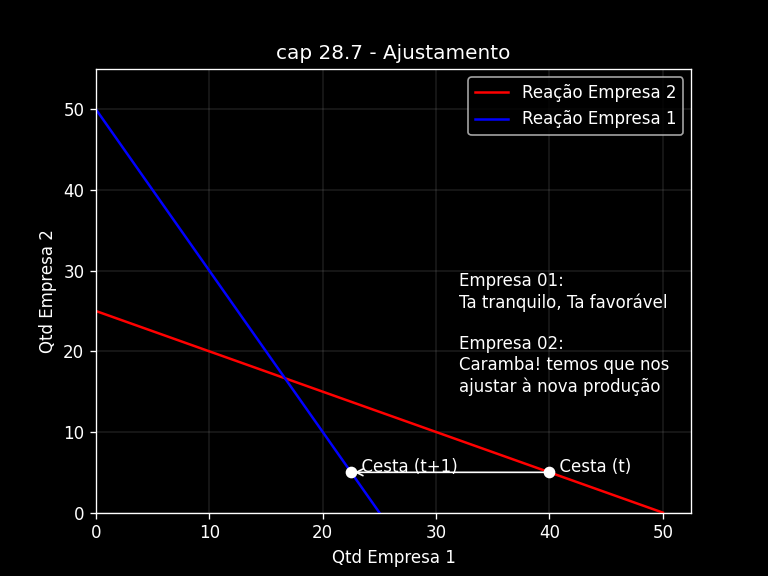 cap 28.7 - Ajustamento
Reação Empresa 2
Reação Empresa 1
Qtd Empresa 2
50
40
30
20
10
0
Empresa 01:
Ta tranquilo, Ta favorável
Empresa 02:
Caramba! temos que nos
ajustar à nova produção
Cesta (t+1)
Cesta (t)
0
10
20
30
40
50
Qtd Empresa 1